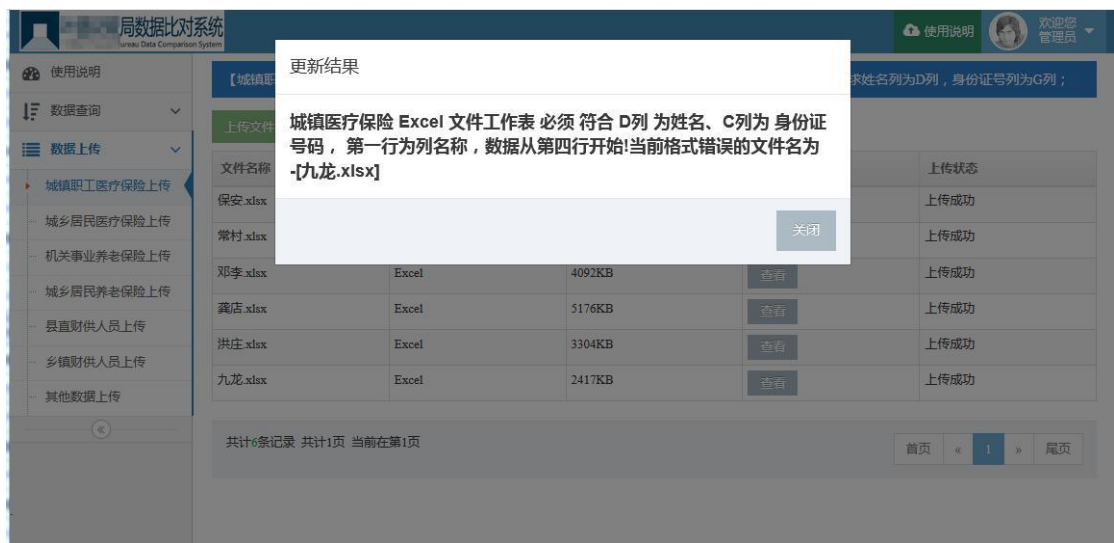 局数据比对系统
ureau Data Comparison System
使用说明
欢迎您
管理员
使用说明
数据查询
数据上传
城镇职工医疗保险上传
城乡居民医疗保险上传
机关事业养老保险上传
城乡居民养老保险上传
县直财供人员上传
乡镇财供人员上传
其他数据上传
【城镇职
求姓名列为D列，身份证号列为G列；
上传文件
更新结果
城镇医疗保险 Excel 文件工作表 必须 符合 D列 为姓名、C列为 身份证
号码， 第一行为列名称，数据从第四行开始!当前格式错误的文件名为
-[九龙.xlsx]
关闭
文件名称 上传状态
保安.xlsx 上传成功
常村.xlsx 上传成功
邓李.xlsx Excel 4092KB 查看 上传成功
龚店.xlsx Excel 5176KB 查看 上传成功
洪庄.xlsx Excel 3304KB 查看 上传成功
九龙.xlsx Excel 2417KB 查看 上传成功
共计6条记录 共计1页 当前在第1页
首页 « 1 » 尾页